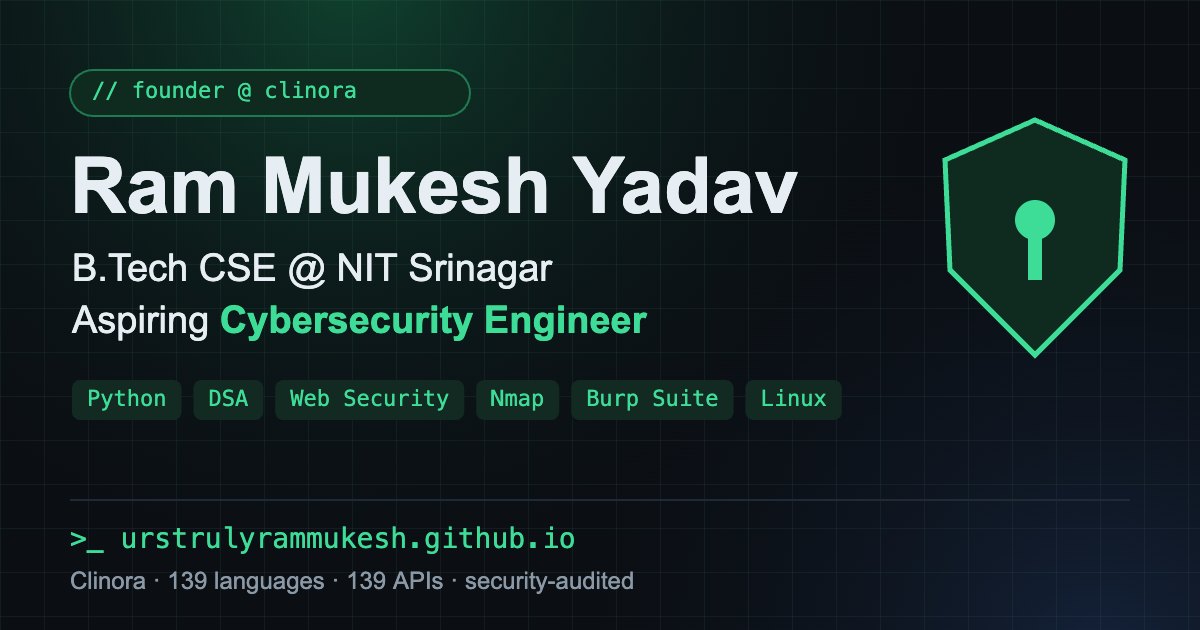 // founder @ clinora
Ram Mukesh Yadav
B.Tech CSE @ NIT Srinagar
Aspiring Cybersecurity Engineer
Python DSA Web Security Nmap Burp Suite Linux
>_ urstrulyrammukesh.github.io
Clinora · 139 languages · 139 APIs · security-audited